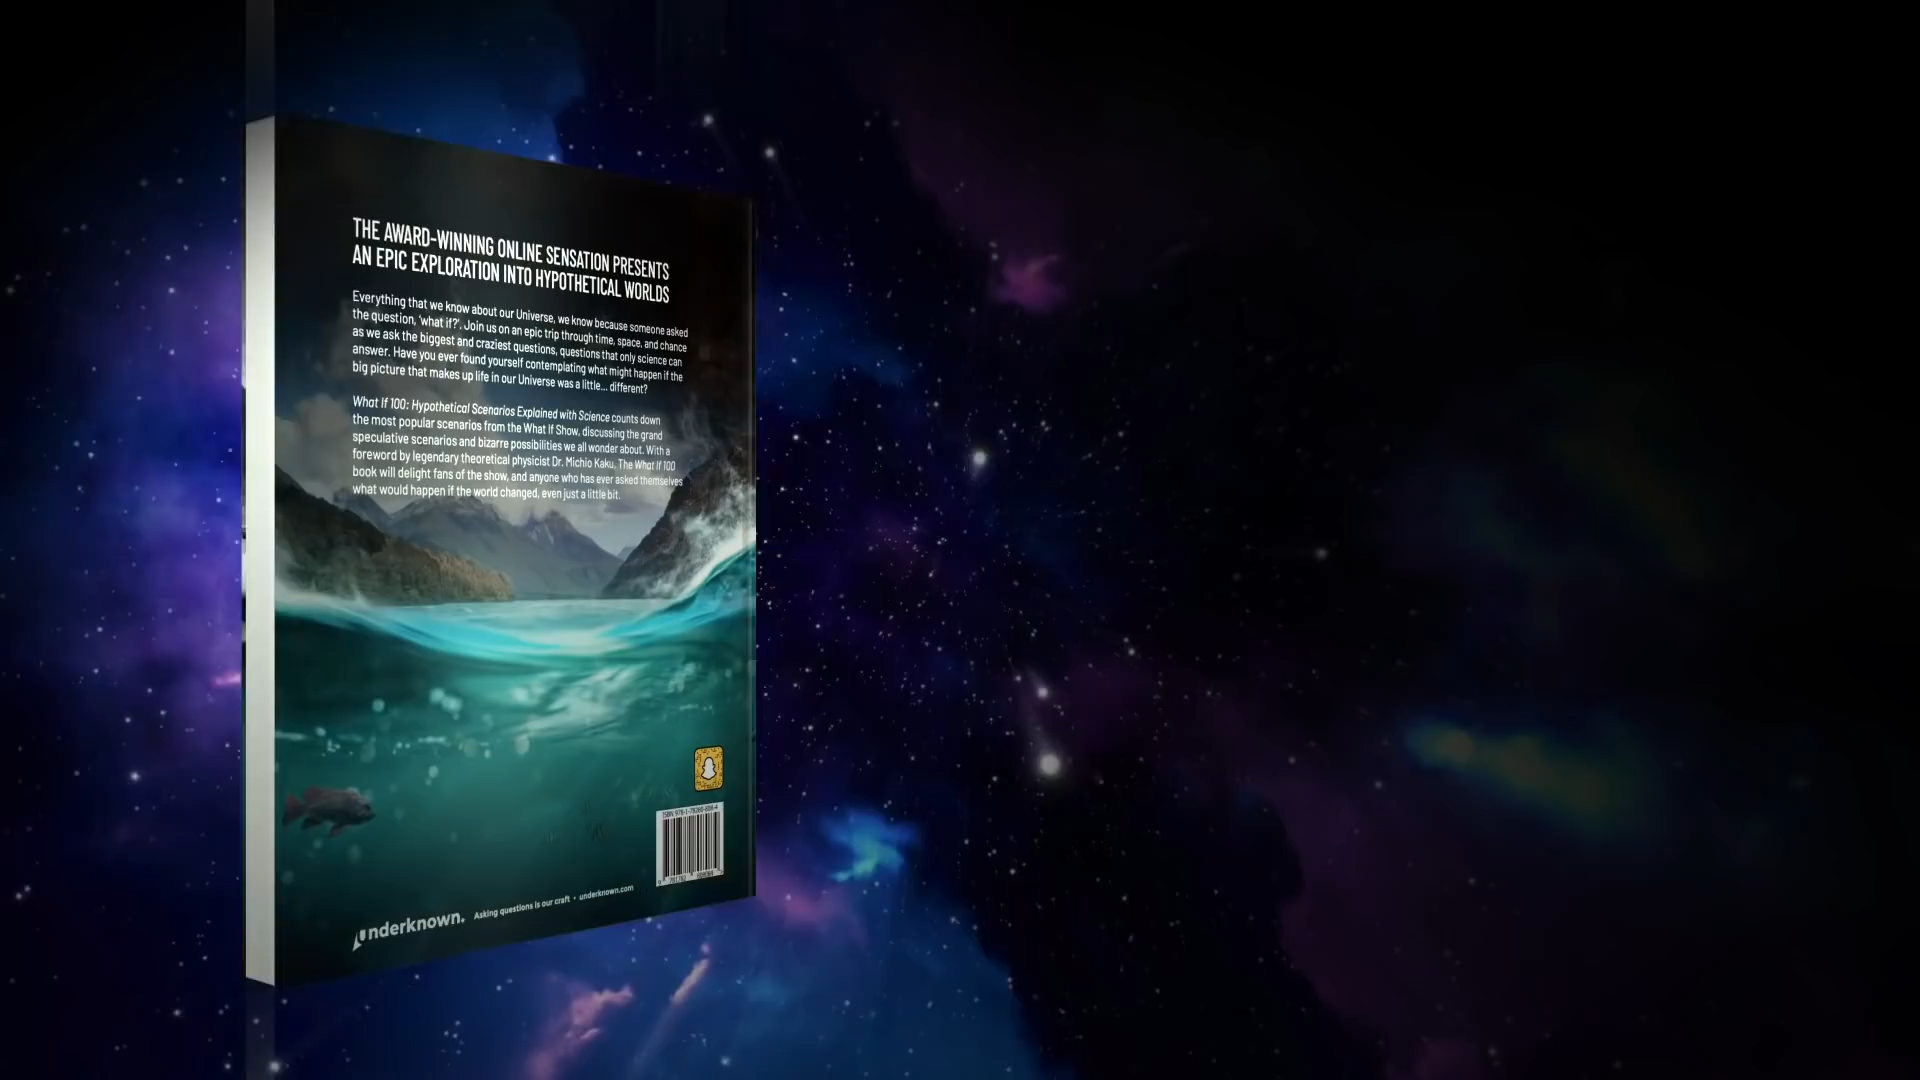 THE AWARD-WINNING ONLINE SENSATION PRESENTS
AN EPIC EXPLORATION INTO HYPOTHETICAL WORLDS
Everything that we know about our Universe, we know because someone asked
the question, ‘what if?’. Join us on an epic trip through time, space, and chance
as we ask the biggest and craziest questions, questions that only science can
answer. Have you ever found yourself contemplating what might happen if the
big picture that makes up life in our Universe was a little... different?
What If 100: Hypothetical Scenarios Explained with Science counts down
the most popular scenarios from the What If Show, discussing the grand
speculative scenarios and bizarre possibilities we all wonder about. With a
foreword by legendary theoretical physicist Dr. Michio Kaku, The What If 100
book will delight fans of the show, and anyone who has ever asked themselves
what would happen if the world changed, even just a little bit.
ISBN
underknown. Asking questions is our craft • underknown.com